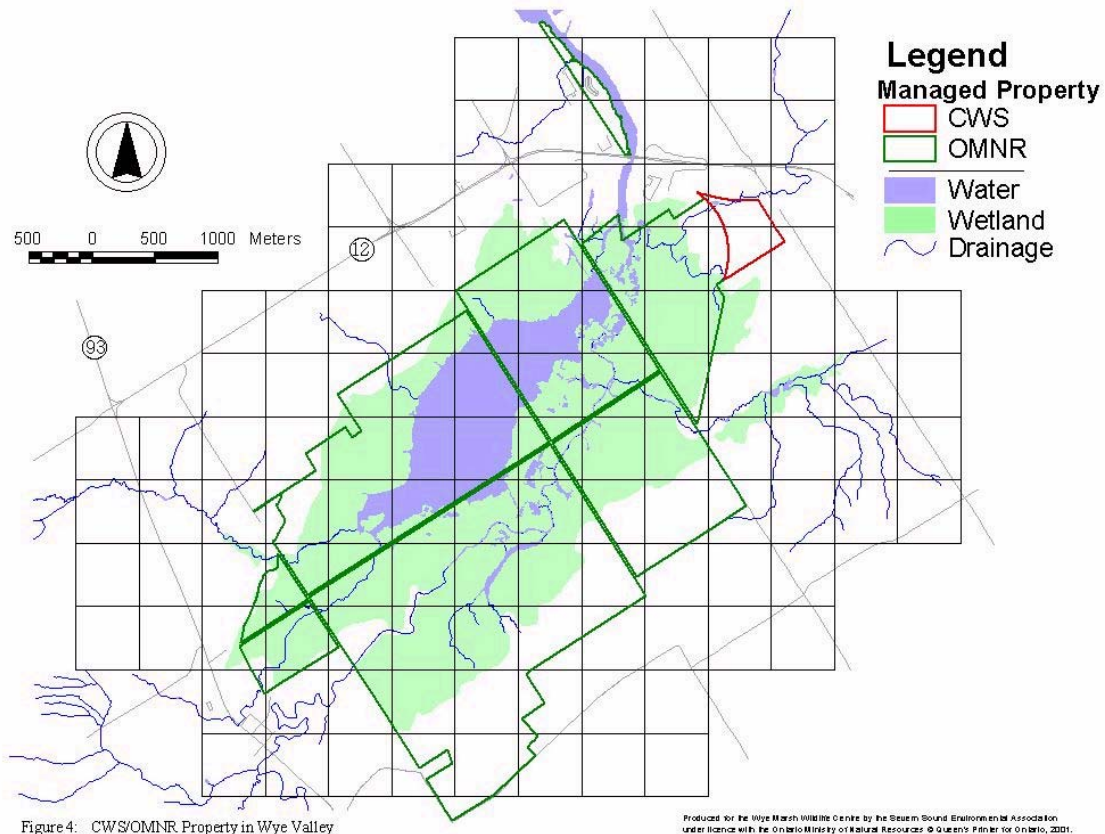 Legend
Managed Property
CWS
OMNR
Water
Wetland
Drainage
500 0 500 1000 Meters
12
93
Figure 4: CWS/OMNR Property in Wye Valley
Produced for the Wye Marsh Wildlife Centre by the Severn Sound Environmental Association
under licence with the Ontario Ministry of Natural Resources © Queen's Printer for Ontario, 2001.